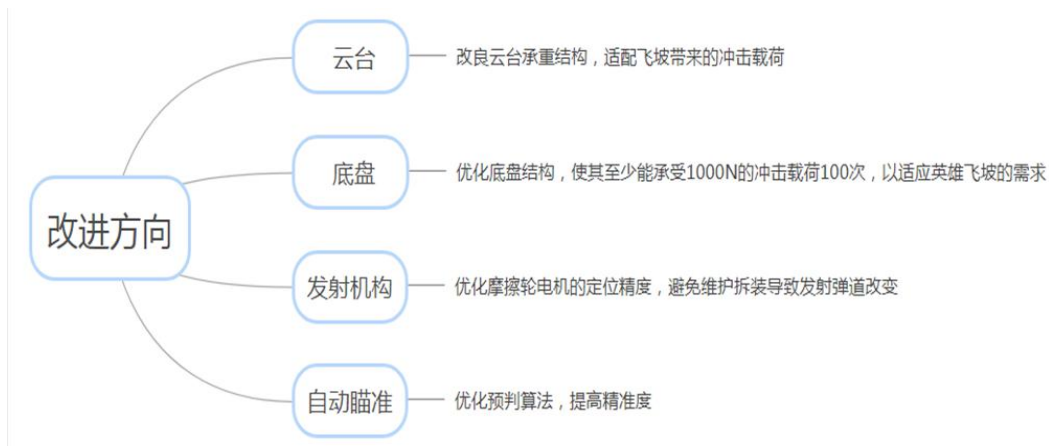 改进方向
云台
改良云台承重结构，适配飞坡带来的冲击载荷
底盘
优化底盘结构，使其至少能承受1000N的冲击载荷100次，以适应英雄飞坡的需求
发射机构
优化摩擦轮电机的定位精度，避免维护拆装导致发射弹道改变
自动瞄准
优化预判算法，提高精准度